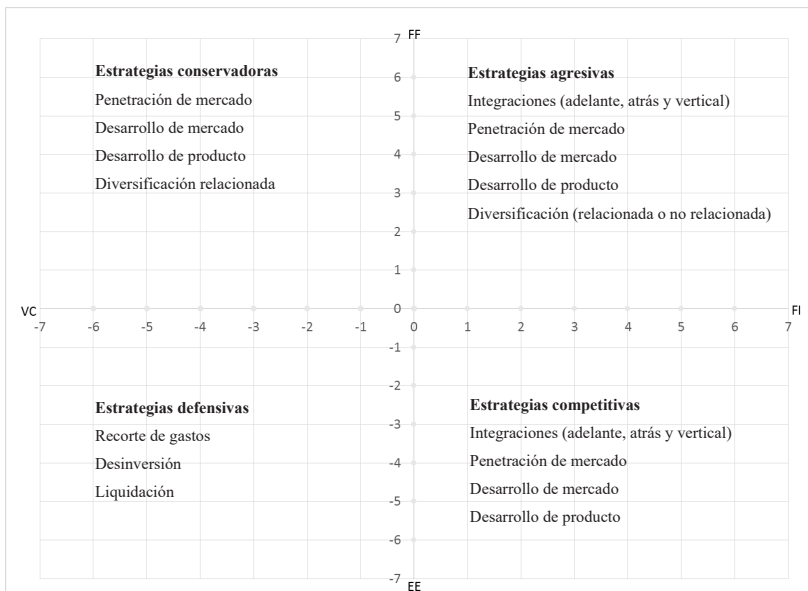 7 FF
Estrategias conservadoras
Penetración de mercado
Desarrollo de mercado
Desarrollo de producto
Diversificación relacionada
Estrategias agresivas
Integraciones (adelante, atrás y vertical)
Penetración de mercado
Desarrollo de mercado
Desarrollo de producto
Diversificación (relacionada o no relacionada)
6
5
4
3
2
1
0
VC
FI
-7 -6 -5 -4 -3 -2 -1 0 1 2 3 4 5 6 7
-1
-2
-3
-4
-5
-6
Estrategias defensivas
Recorte de gastos
Desinversión
Liquidación
Estrategias competitivas
Integraciones (adelante, atrás y vertical)
Penetración de mercado
Desarrollo de mercado
Desarrollo de producto
-7 EE